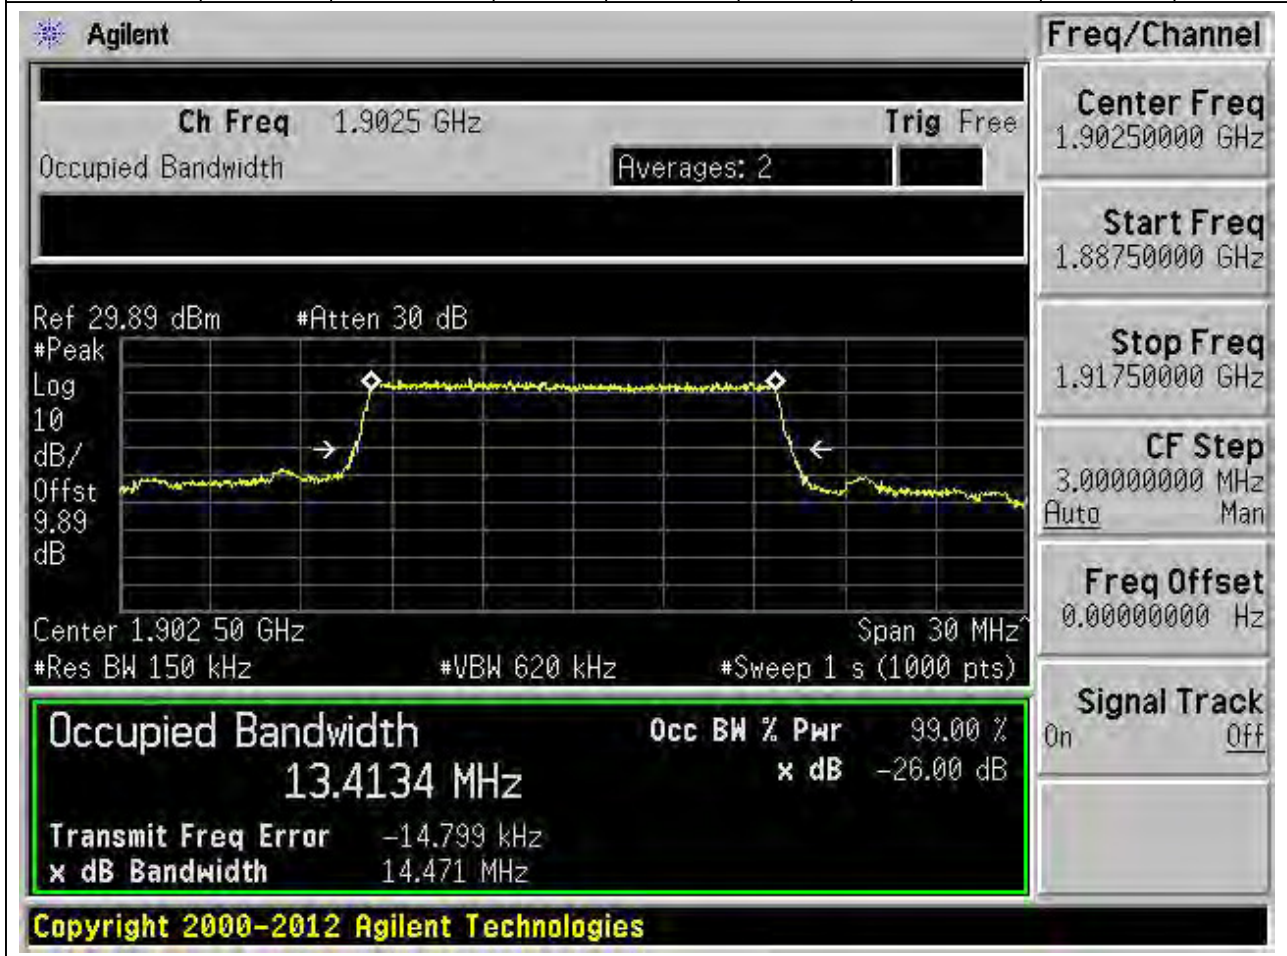 Agilent
Freq/Channel
Ch Freq 1.9025 GHz Trig Free
Occupied Bandwidth Averages: 2
Center Freq
1.90250000 GHz
Start Freq
1.88750000 GHz
Stop Freq
1.91750000 GHz
CF Step
3.00000000 MHz
Auto Man
Freq Offset
0.00000000 Hz
Signal Track
On Off
Ref 29.89 dBm #Atten 30 dB
#Peak
Log
10
dB/
Offst
9.89
dB
Center 1.902 50 GHz Span 30 MHz^
#Res BW 150 kHz #VBW 620 kHz #Sweep 1 s (1000 pts)
Occupied Bandwidth Occ BW % Pwr 99.00 %
13.4134 MHz x dB -26.00 dB
Transmit Freq Error -14.799 kHz
x dB Bandwidth 14.471 MHz
Copyright 2000-2012 Agilent Technologies